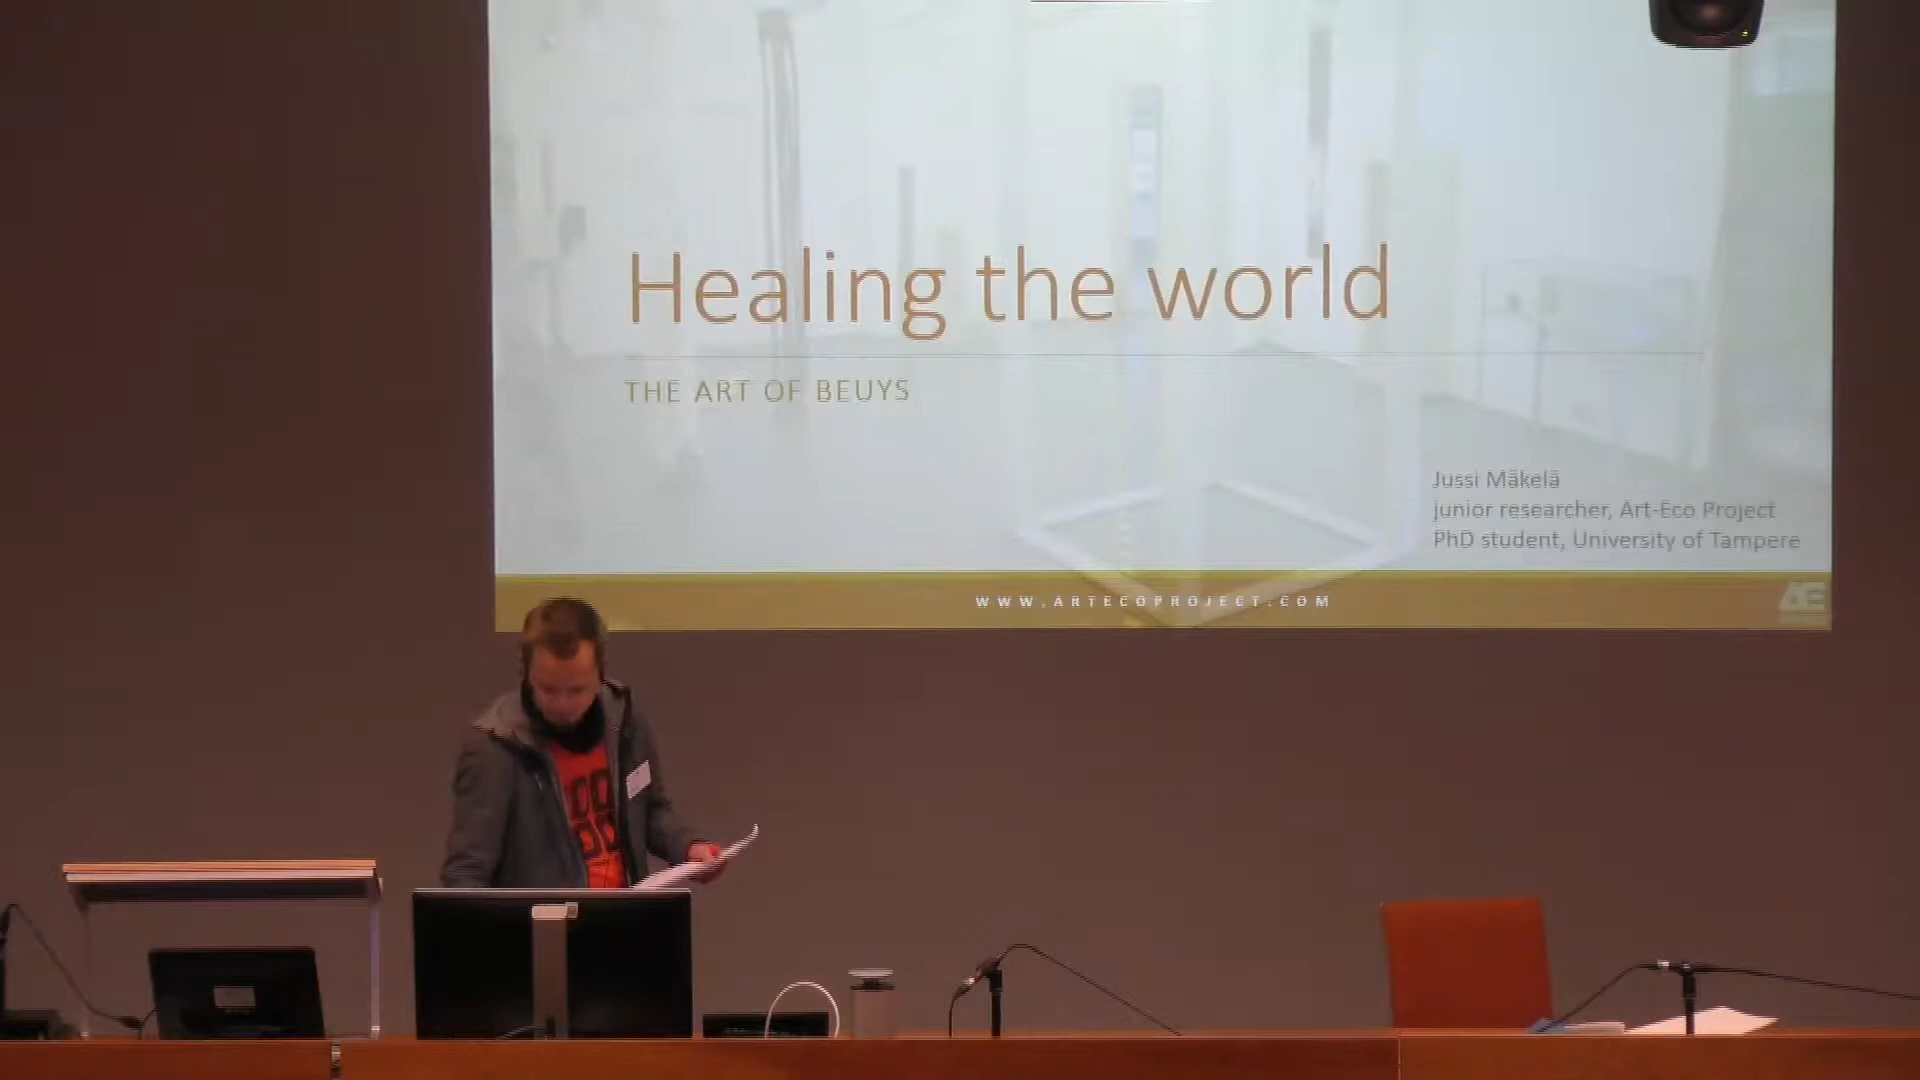 Healing the world
THE ART OF BEUYS
Jussi Mäkelä
junior researcher, Art-Eco Project
PhD student, University of Tampere
WWW.ARTECOPROJECT.COM